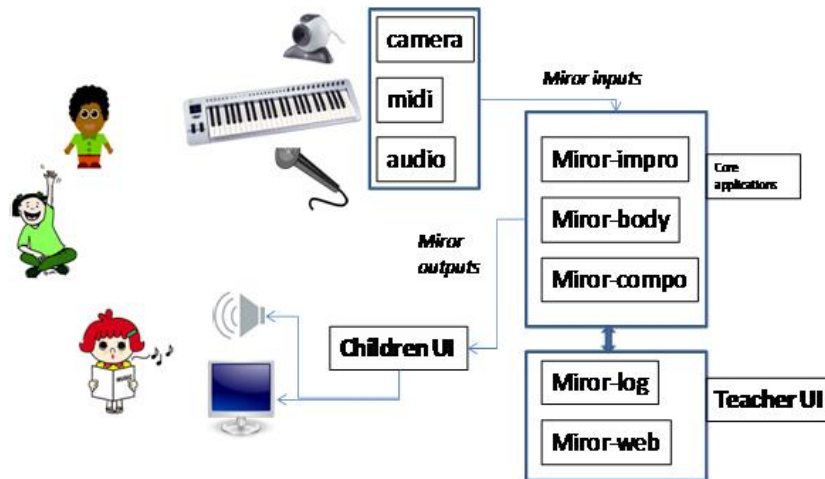 camera
midi
audio
Miror inputs
Miror-impro
Miror-body
Miror-compo
Core
applications
Miror
outputs
Children UI
Miror-log
Miror-web
Teacher UI
MUSIC